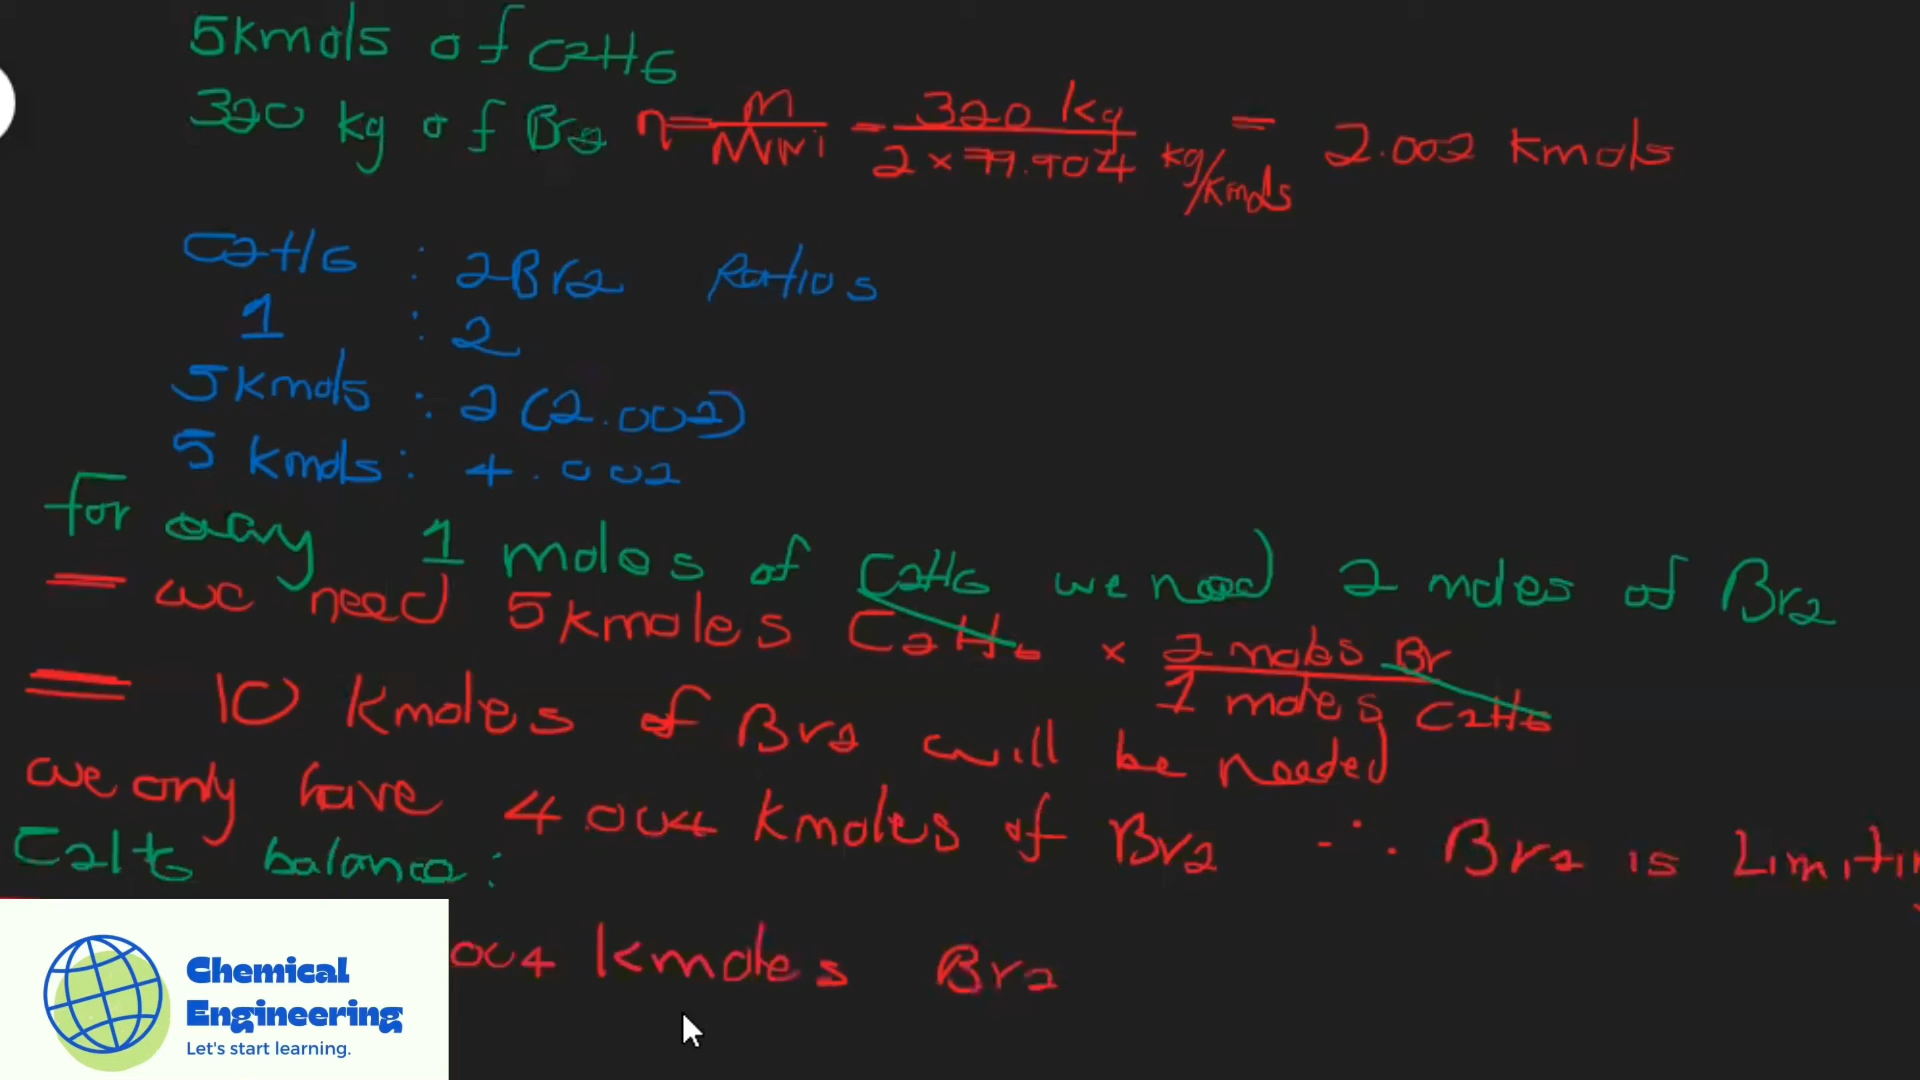 5kmols of C2H6
320 kg of Br2 n = m/Mwi = 320 kg / 2 × 79.904 kg/kmols = 2.002 kmols
C2H6 : 2Br2 Ratios
1 : 2
5kmols : 2 (2.002)
5 kmols : 4.002
For every 1 moles of C2H6 we need 2 moles of Br2
= we need 5kmoles C2H6 × 2 moles Br / 1 moles C2H6
= 10 kmoles of Br2 will be needed
we only have 4.004 kmoles of Br2 ∴ Br2 is Limiting
C2H6 balance:
004 kmoles Br2
Chemical
Engineering
Let's start learning.